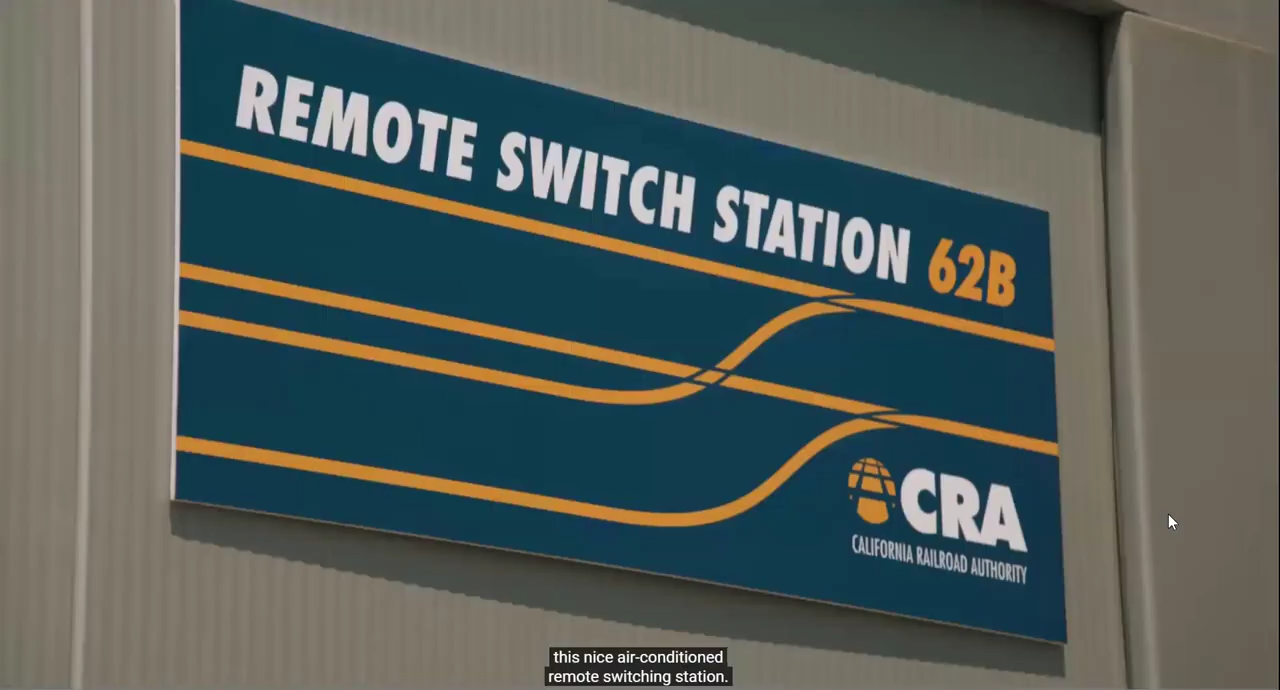 REMOTE SWITCH STATION 62B
CRA
CALIFORNIA RAILROAD AUTHORITY
this nice air-conditioned
remote switching station.